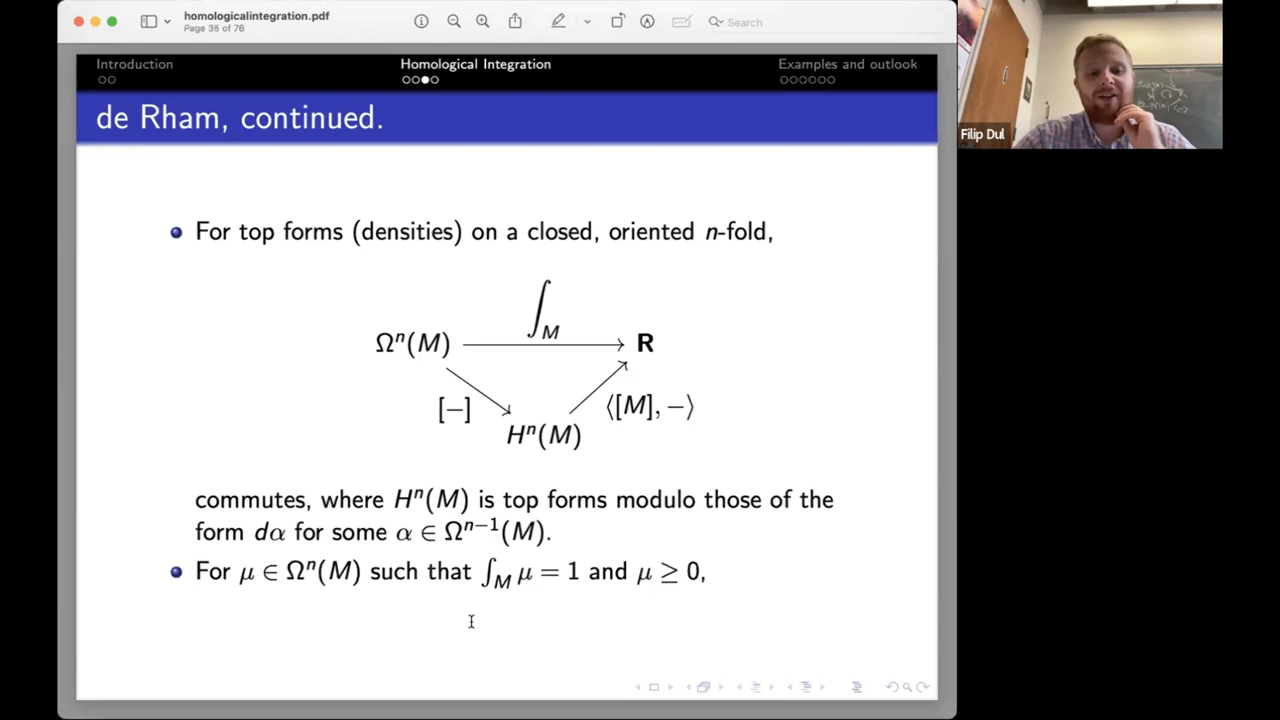 homologicalintegration.pdf
Page 35 of 76
Search
Introduction
Homological Integration
Examples and outlook
de Rham, continued.
For top forms (densities) on a closed, oriented n-fold,
∫_M
Ωⁿ(M) → R
[−] ⟨[M], −⟩
Hⁿ(M)
commutes, where Hⁿ(M) is top forms modulo those of the
form dα for some α ∈ Ωⁿ⁻¹(M).
For μ ∈ Ωⁿ(M) such that ∫_M μ = 1 and μ ≥ 0,
Filip Dul